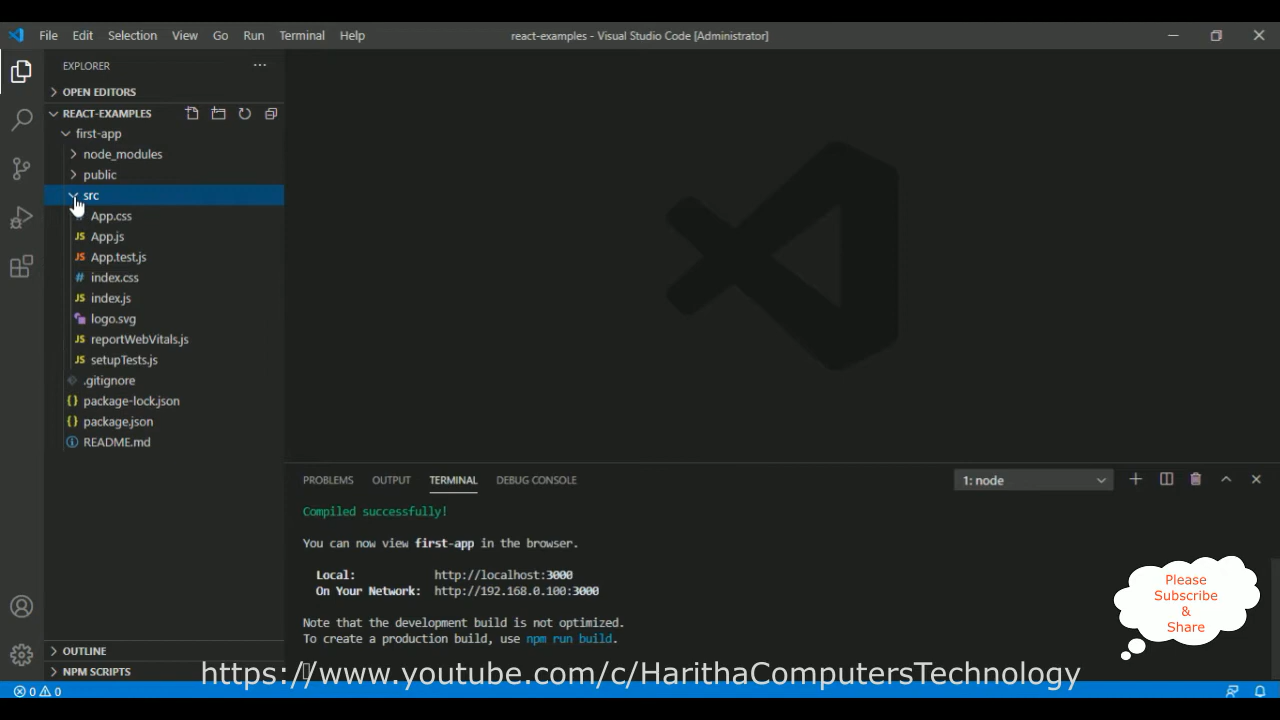 File Edit Selection View Go Run Terminal Help
react-examples - Visual Studio Code [Administrator]
EXPLORER
OPEN EDITORS
REACT-EXAMPLES
first-app
node_modules
public
src
App.css
App.js
App.test.js
index.css
index.js
logo.svg
reportWebVitals.js
setupTests.js
.gitignore
package-lock.json
package.json
README.md
OUTLINE
NPM SCRIPTS
PROBLEMS OUTPUT TERMINAL DEBUG CONSOLE
1: node
Compiled successfully!
You can now view first-app in the browser.
Local: http://localhost:3000
On Your Network: http://192.168.0.100:3000
Note that the development build is not optimized.
To create a production build, use npm run build.
Please
Subscribe
&
Share
https://www.youtube.com/c/HarithaComputersTechnology
0 0